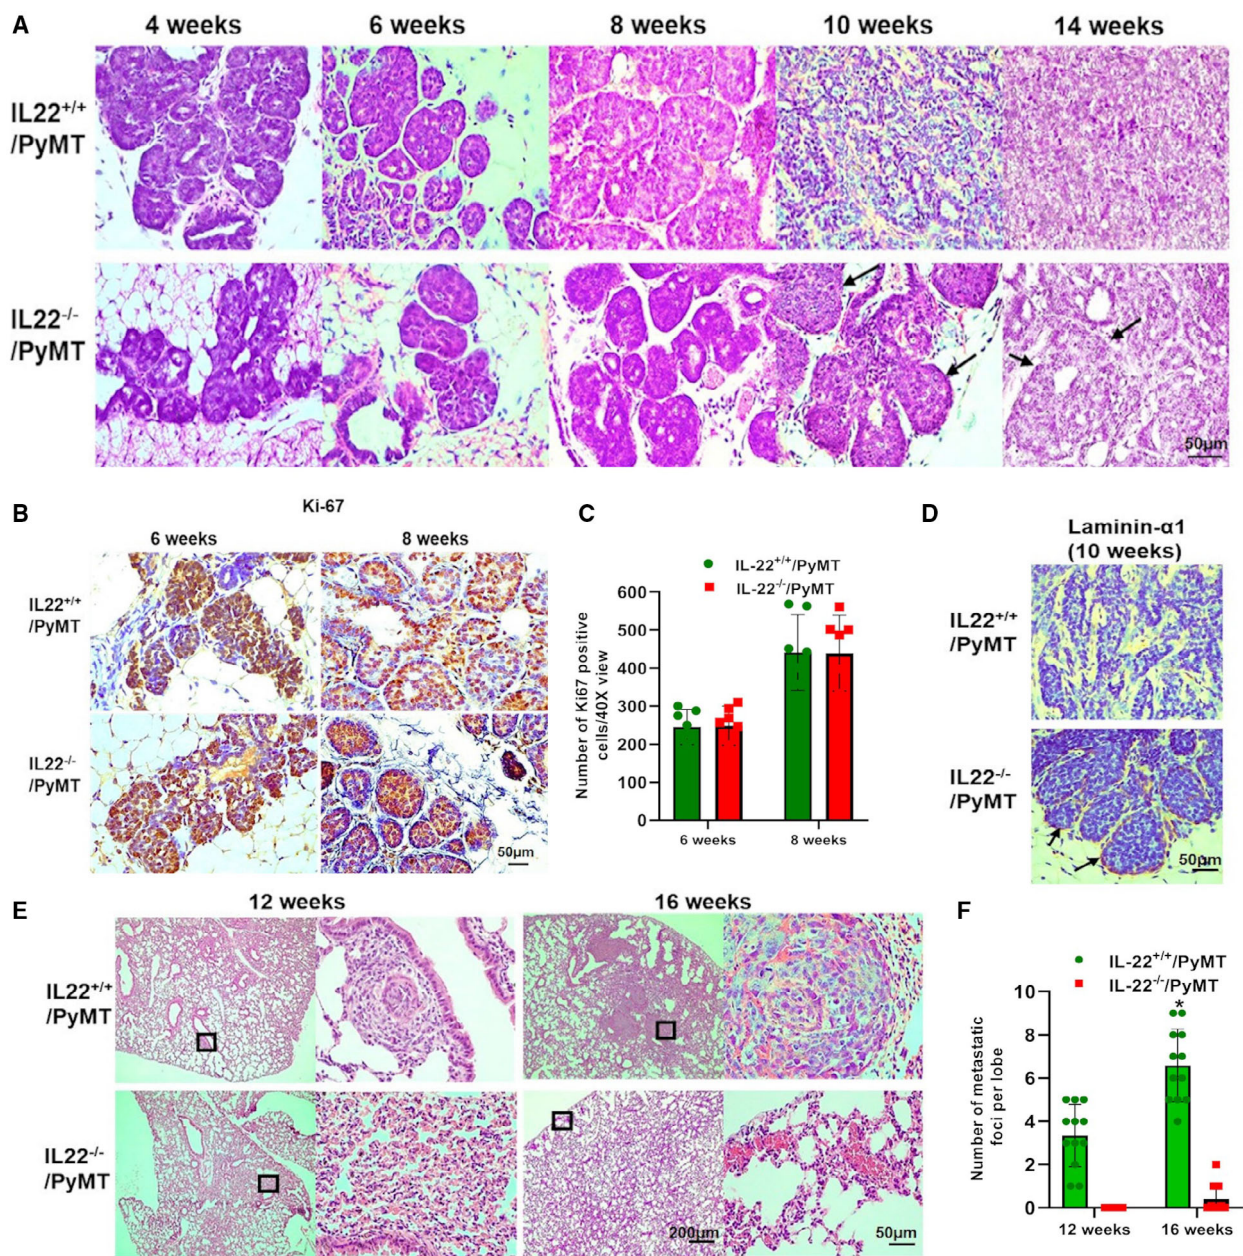 A
4 weeks
6 weeks
8 weeks
10 weeks
14 weeks
IL22+/+
/PyMT
IL22-/-
/PyMT
50μm
B
Ki-67
6 weeks
8 weeks
IL22+/+
/PyMT
IL22-/-
/PyMT
50μm
C
IL-22+/+/PyMT
IL-22-/-/PyMT
Number of Ki67 positive
cells/40X view
600
500
400
300
200
100
0
6 weeks
8 weeks
D
Laminin-α1
(10 weeks)
IL22+/+
/PyMT
IL22-/-
/PyMT
50μm
E
12 weeks
16 weeks
IL22+/+
/PyMT
IL22-/-
/PyMT
200μm
50μm
F
IL-22+/+/PyMT
IL-22-/-/PyMT
Number of metastatic
foci per lobe
10
8
6
4
2
0
*
12 weeks
16 weeks